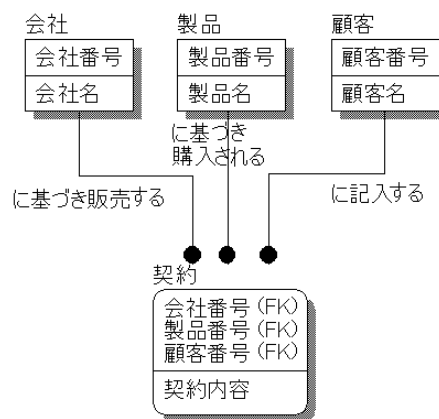 会社
会社番号
会社名
製品
製品番号
製品名
顧客
顧客番号
顧客名
に基づき販売する
に基づき
購入される
に記入する
契約
会社番号(FK)
製品番号(FK)
顧客番号(FK)
契約内容